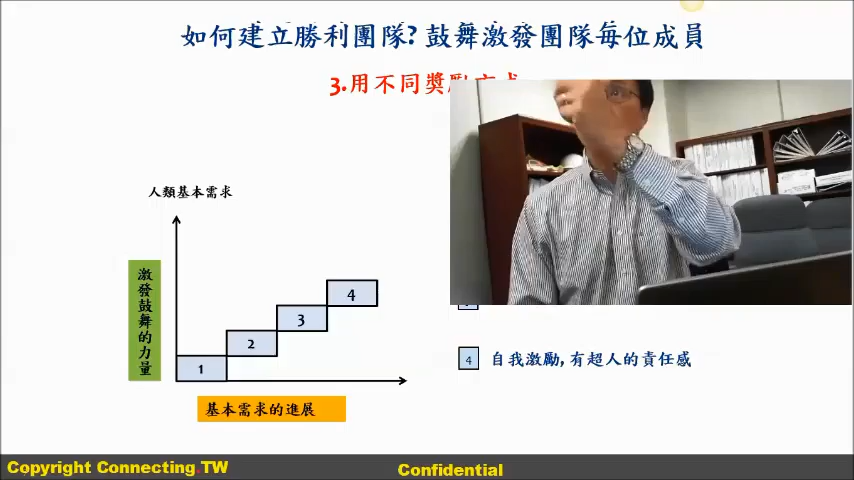 如何建立勝利團隊? 鼓舞激發團隊每位成員
3.用不同獎勵方式
人類基本需求
激發鼓舞的力量
4
3
2
1
4 自我激勵, 有超人的責任感
基本需求的進展
Copyright Connecting.TW
Confidential